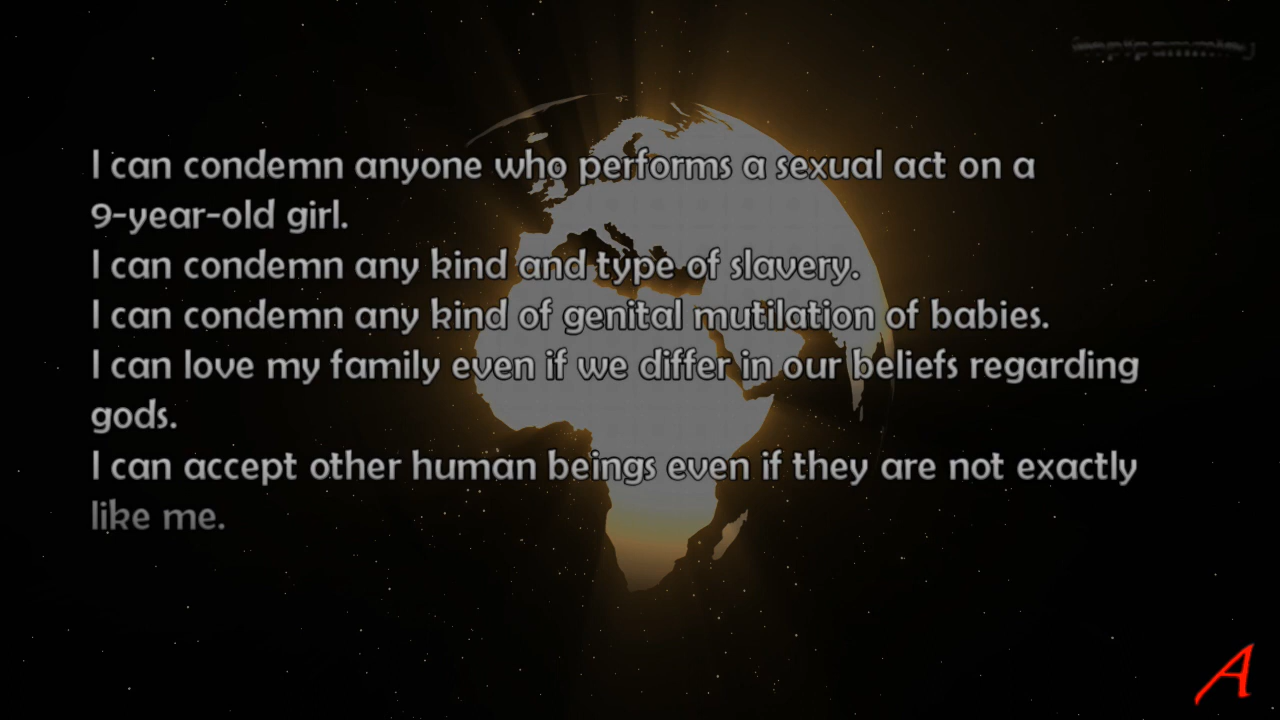 I can condemn anyone who performs a sexual act on a
9-year-old girl.
I can condemn any kind and type of slavery.
I can condemn any kind of genital mutilation of babies.
I can love my family even if we differ in our beliefs regarding
gods.
I can accept other human beings even if they are not exactly
like me.
A